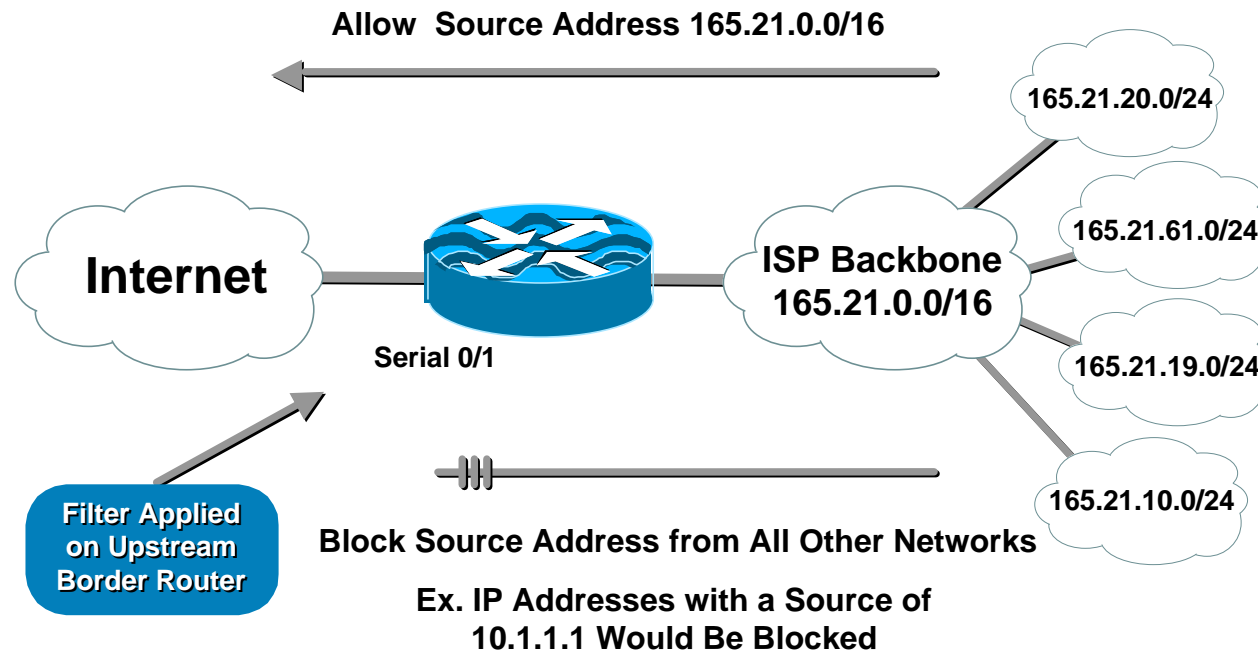 Allow Source Address 165.21.0.0/16
165.21.20.0/24
165.21.61.0/24
Internet
ISP Backbone
165.21.0.0/16
Serial 0/1
165.21.19.0/24
165.21.10.0/24
Filter Applied
on Upstream
Border Router
Block Source Address from All Other Networks
Ex. IP Addresses with a Source of
10.1.1.1 Would Be Blocked